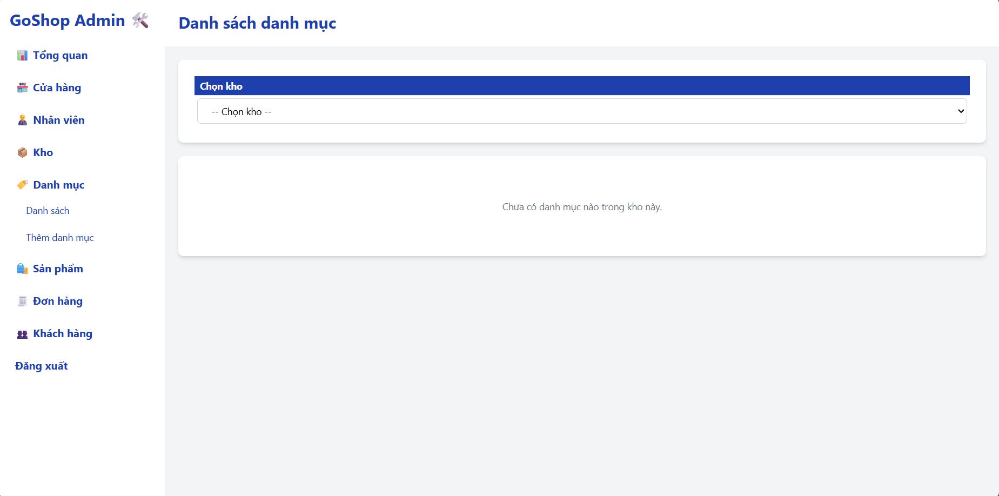 GoShop Admin
Tổng quan
Cửa hàng
Nhân viên
Kho
Danh mục
Danh sách
Thêm danh mục
Sản phẩm
Đơn hàng
Khách hàng
Đăng xuất
Danh sách danh mục
Chọn kho
-- Chọn kho --
Chưa có danh mục nào trong kho này.